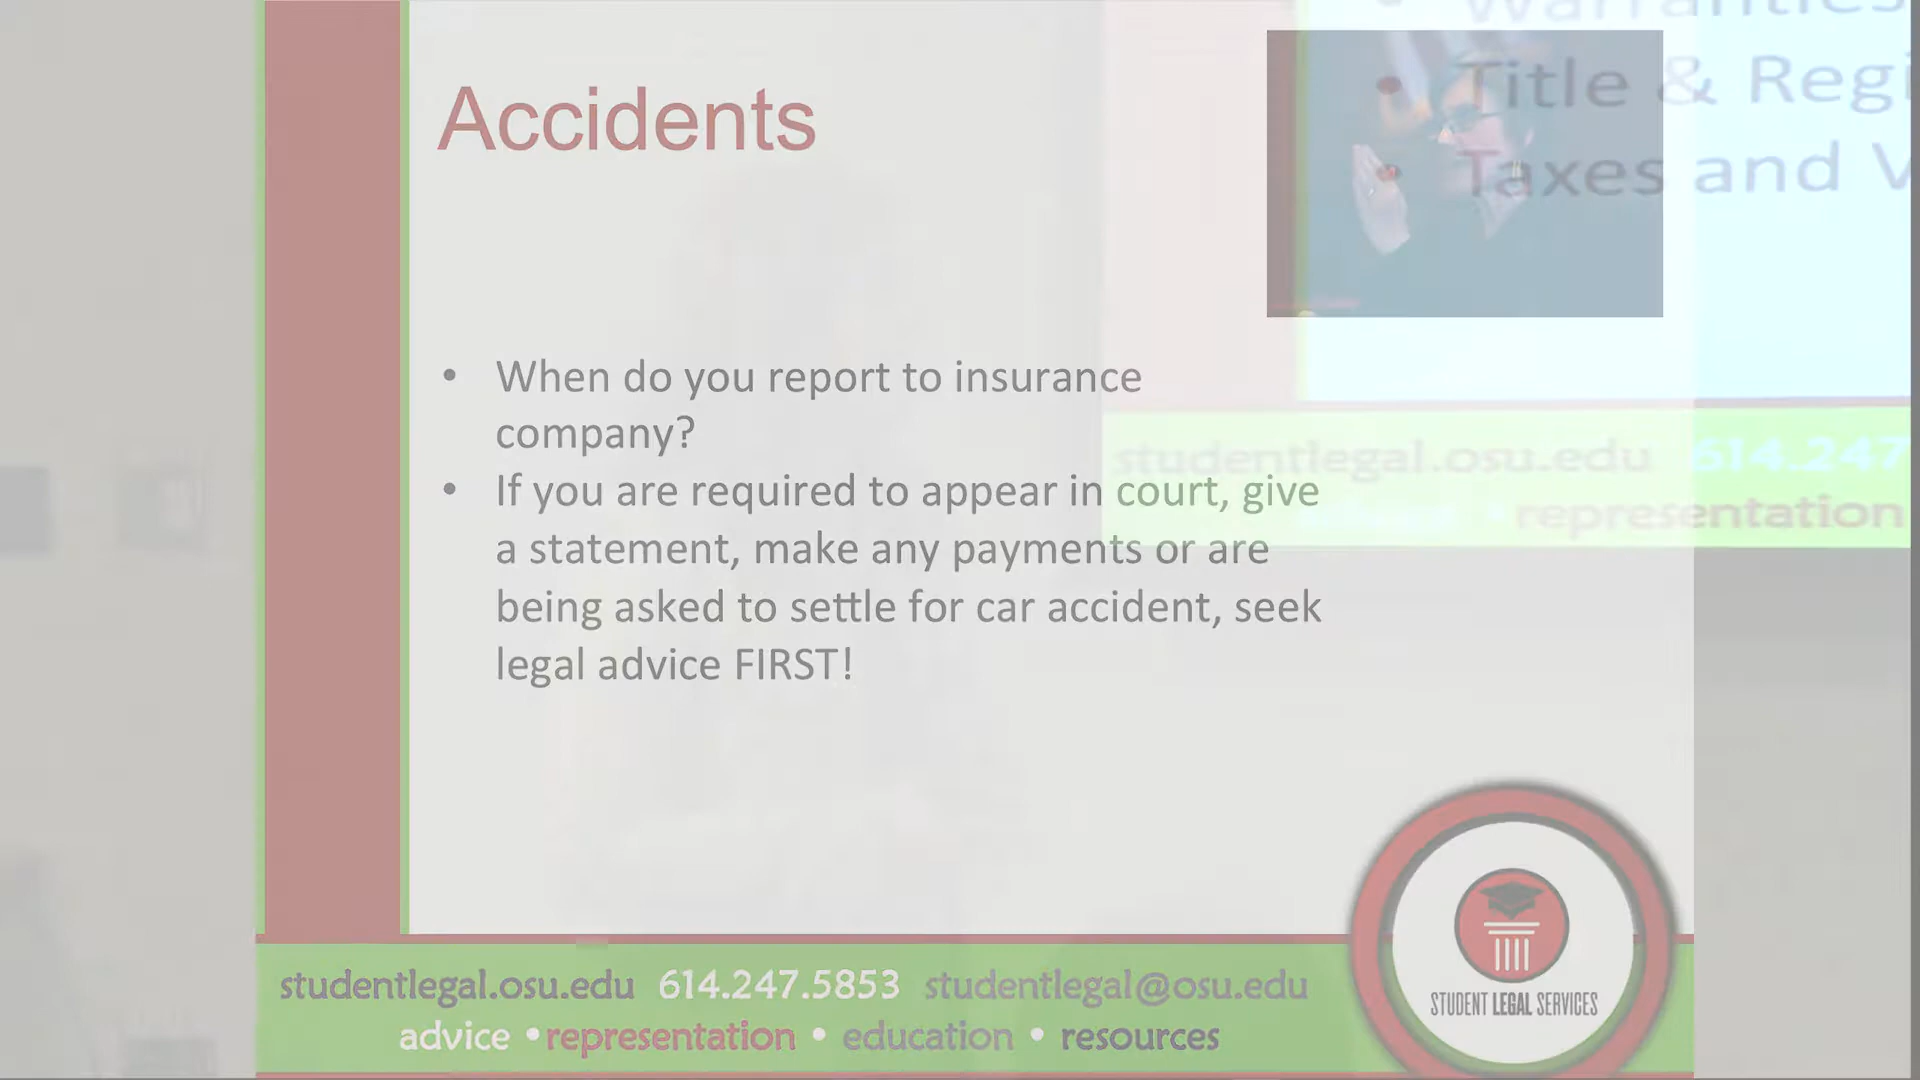 Accidents
• When do you report to insurance
company?
• If you are required to appear in court, give
a statement, make any payments or are
being asked to settle for car accident, seek
legal advice FIRST!
studentlegal.osu.edu 614.247.5853 studentlegal@osu.edu
advice • representation • education • resources
STUDENT LEGAL SERVICES
• Warranties
• Title & Regi
• Taxes and V
studentlegal.osu.edu 614.247
• representation